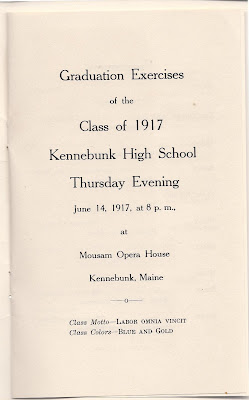 Graduation Exercises
of the
Class of 1917
Kennebunk High School
Thursday Evening
June 14, 1917, at 8 p. m.,
at
Mousam Opera House
Kennebunk, Maine
Class Motto—LABOR OMNIA VINCIT
Class Colors—BLUE AND GOLD